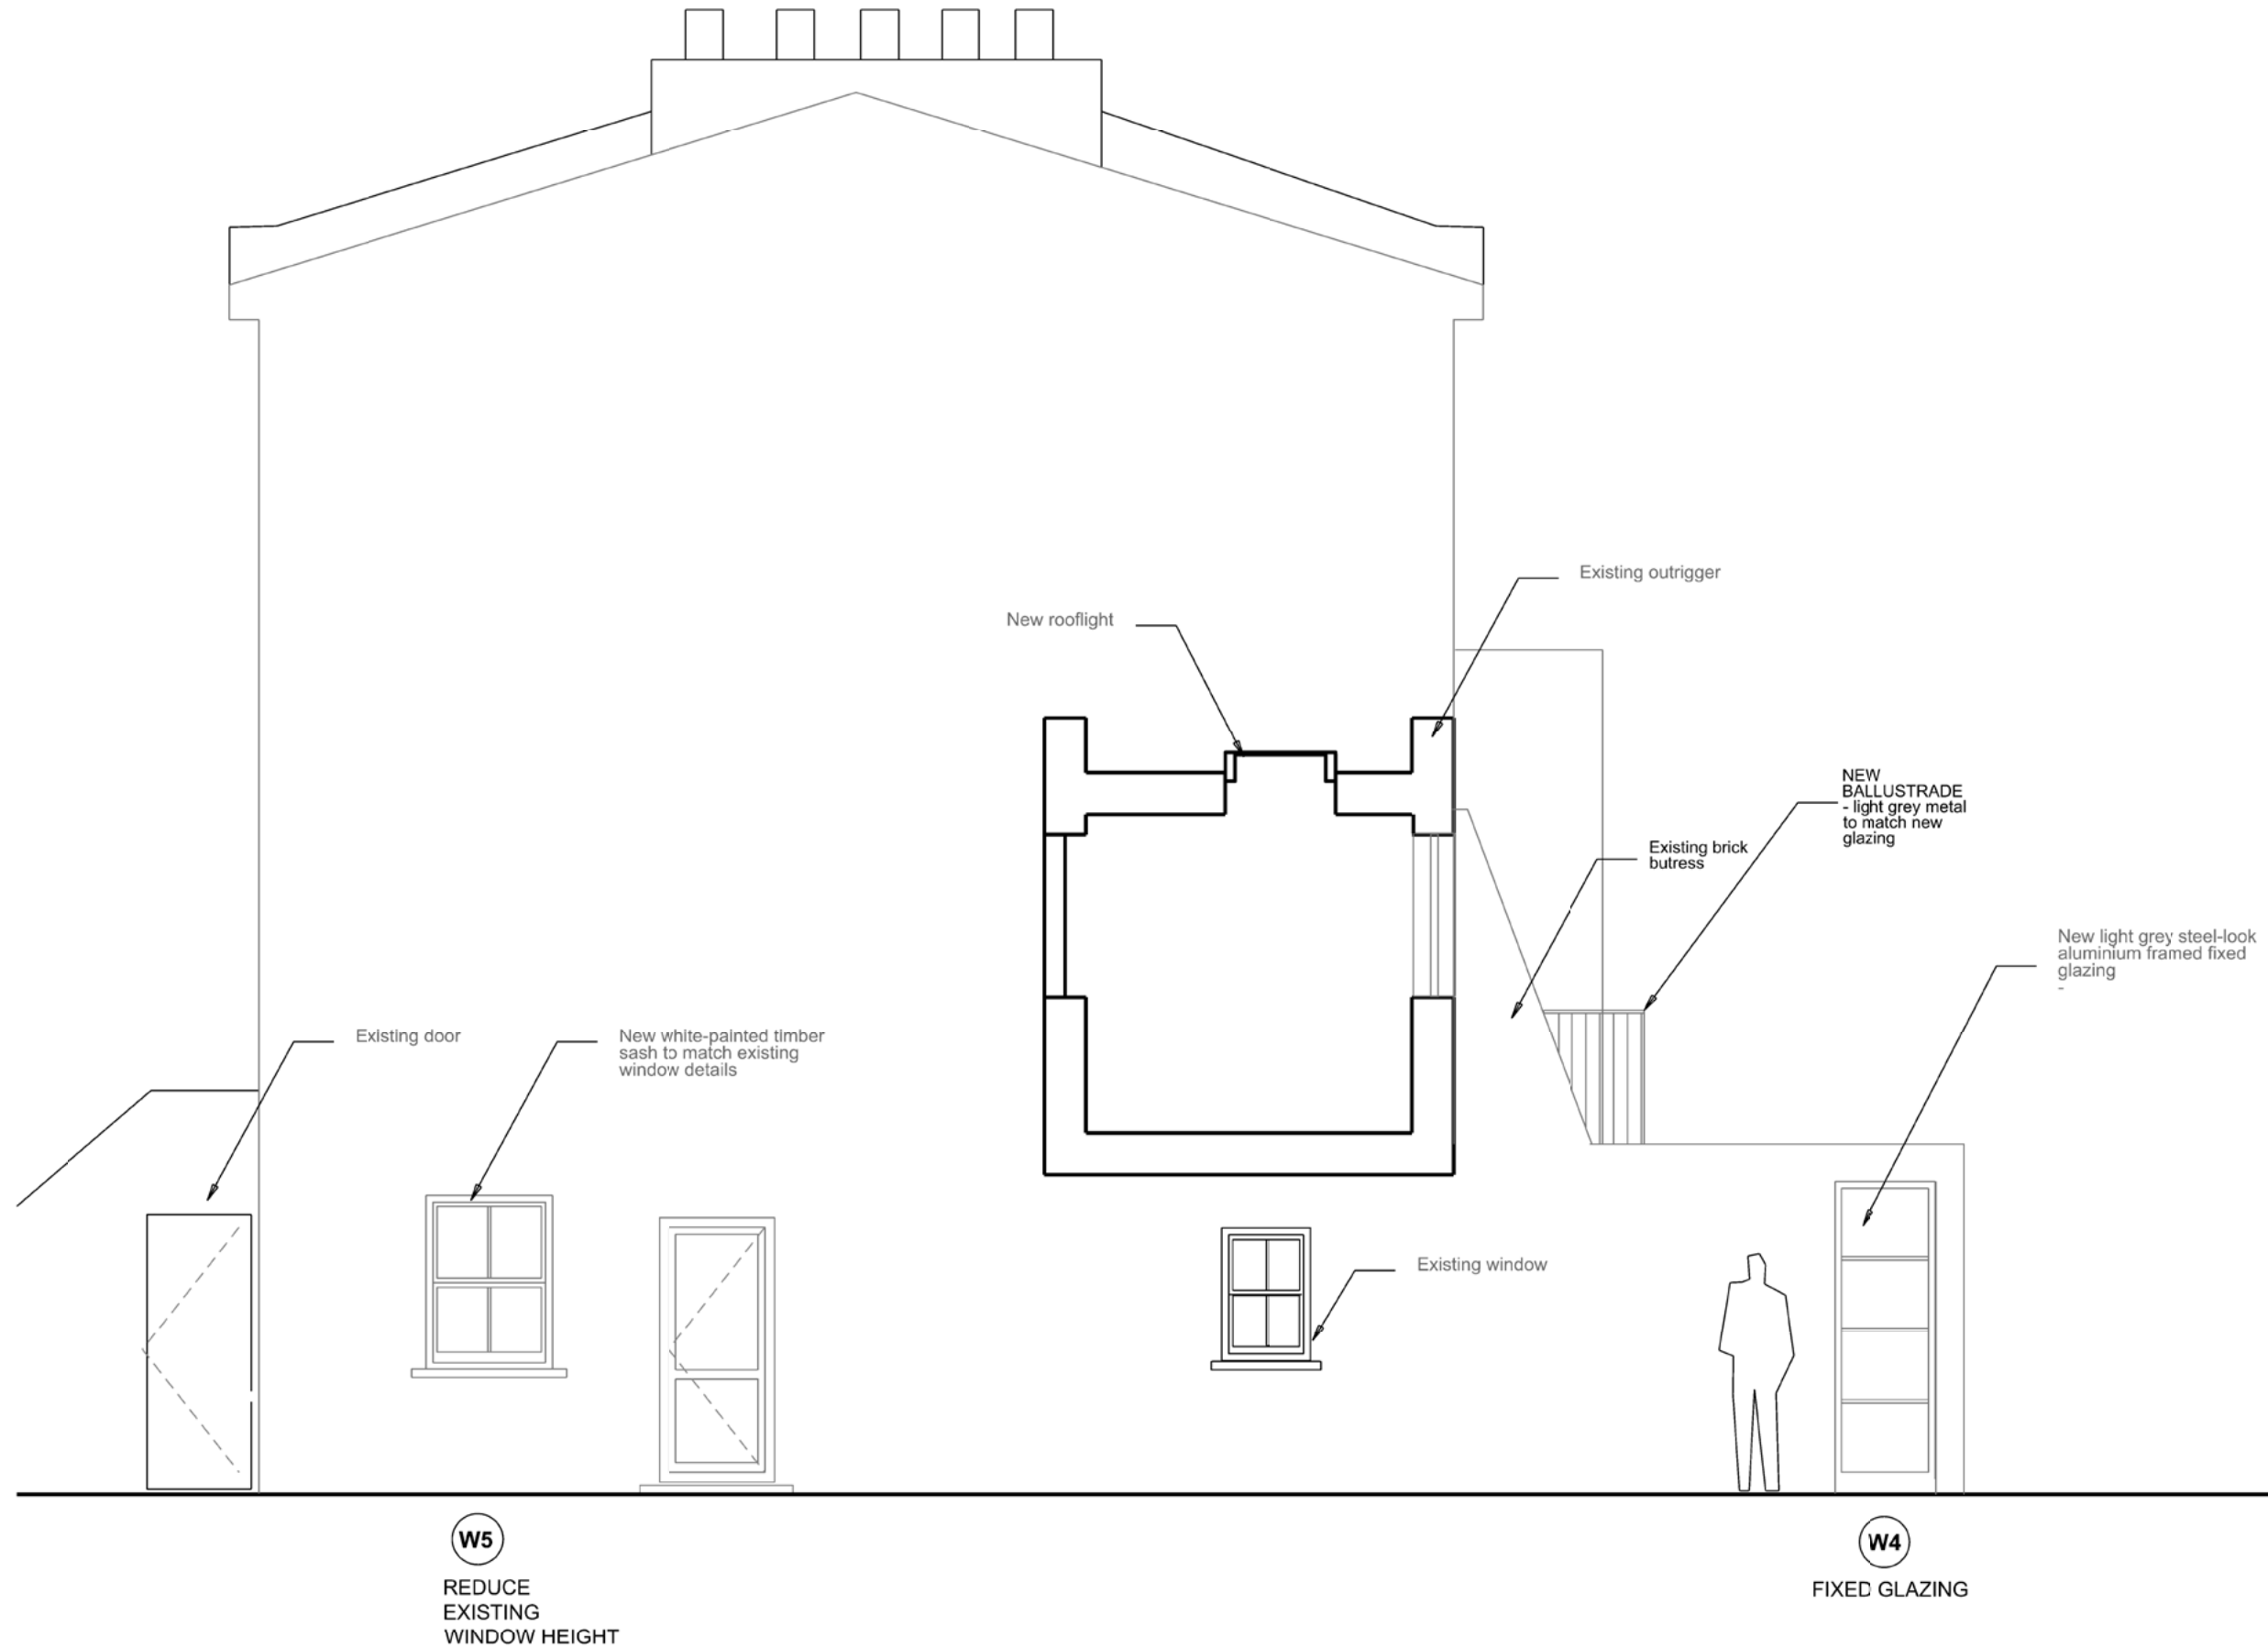 Existing outrigger
New rooflight
NEW
BALLUSTRADE
- light grey metal
to match new
glazing
Existing brick
butress
New light grey steel-look
aluminium framed fixed
glazing
-
Existing door
New white-painted timber
sash to match existing
window details
Existing window
W5
REDUCE
EXISTING
WINDOW HEIGHT
W4
FIXED GLAZING